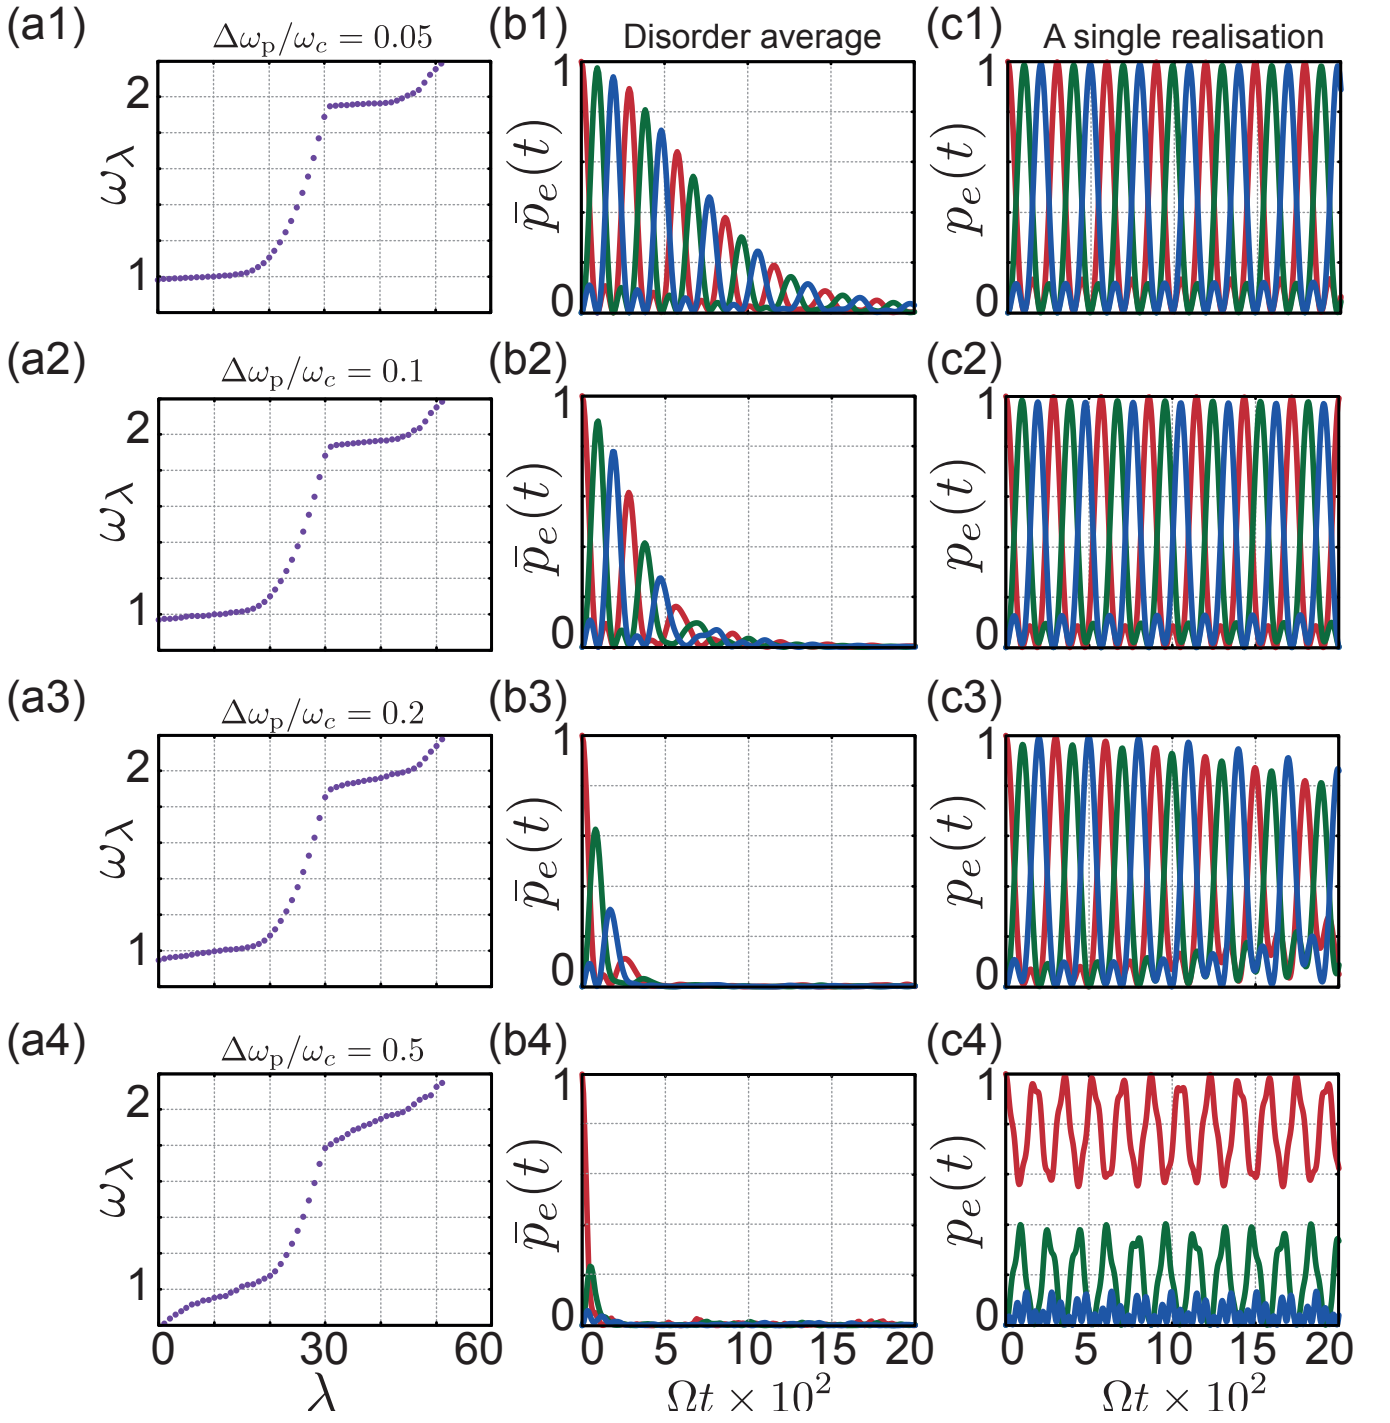 (a1) Δω_p/ω_c = 0.05 (b1) Disorder average (c1) A single realisation
2
1
ω_λ
1
0
p̄_e(t)
1
0
p_e(t)
(a2) Δω_p/ω_c = 0.1 (b2) (c2)
2
1
ω_λ
1
0
p̄_e(t)
1
0
p_e(t)
(a3) Δω_p/ω_c = 0.2 (b3) (c3)
2
1
ω_λ
1
0
p̄_e(t)
1
0
p_e(t)
(a4) Δω_p/ω_c = 0.5 (b4) (c4)
2
1
ω_λ
1
0
p̄_e(t)
1
0
p_e(t)
0 30 60 0 5 10 15 20 0 5 10 15 20
λ Ωt × 10² Ωt × 10²